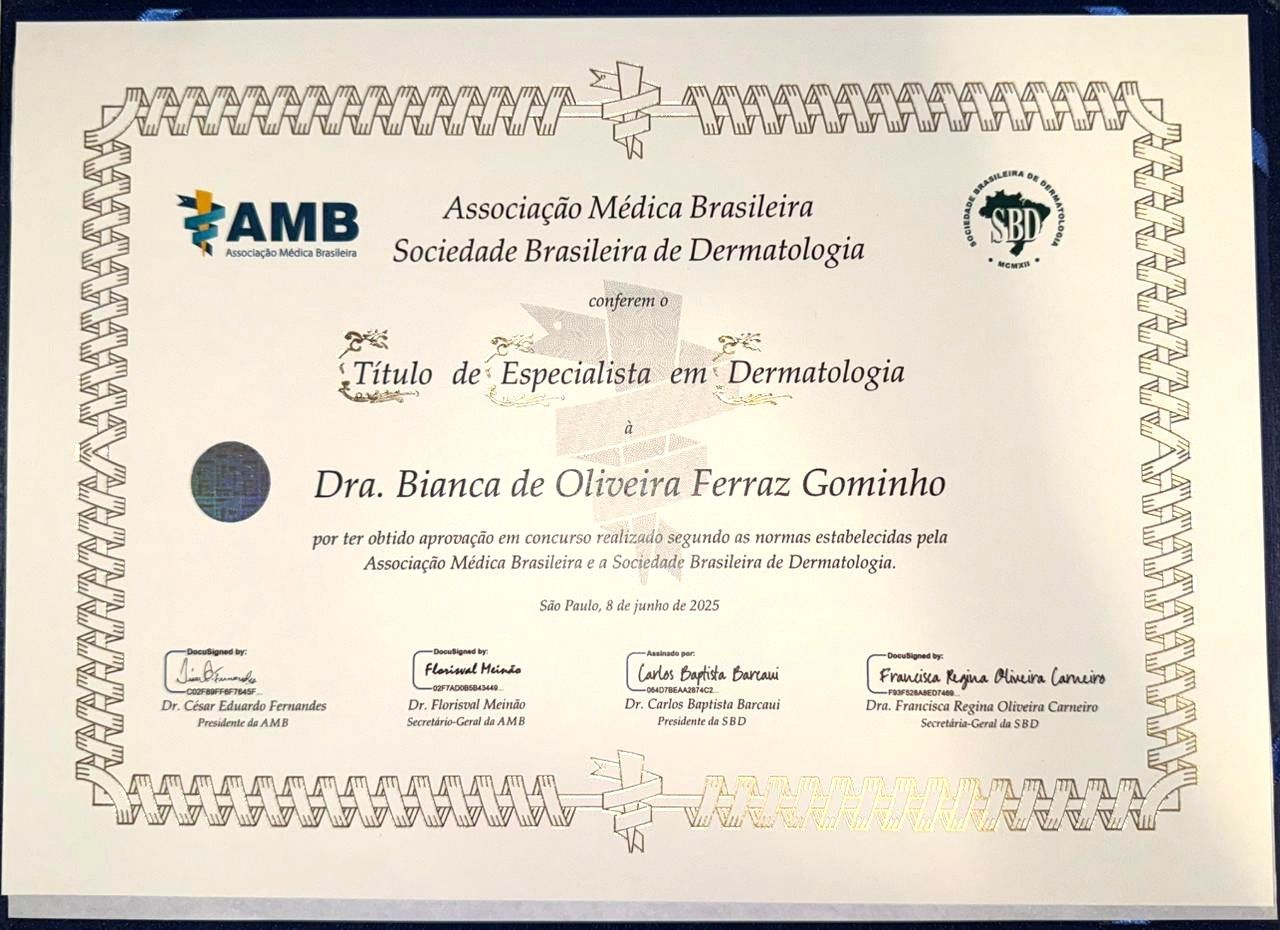 AMB
Associação Médica Brasileira
Associação Médica Brasileira
Sociedade Brasileira de Dermatologia
SOCIEDADE BRASILEIRA DE DERMATOLOGIA
SBD
MCMXII
conferem o
Título de Especialista em Dermatologia
à
Dra. Bianca de Oliveira Ferraz Gominho
por ter obtido aprovação em concurso realizado segundo as normas estabelecidas pela
Associação Médica Brasileira e a Sociedade Brasileira de Dermatologia.
São Paulo, 8 de junho de 2025
DocuSigned by:
C02F89FF6F7645F...
Dr. César Eduardo Fernandes
Presidente da AMB
DocuSigned by:
Florisval Meinão
02F7AD0B5B43449...
Dr. Florisval Meinão
Secretário-Geral da AMB
Assinado por:
Carlos Baptista Barcaui
064D7BEAA2874C2...
Dr. Carlos Baptista Barcaui
Presidente da SBD
DocuSigned by:
Francisca Regina Oliveira Carneiro
F93F528A8ED7469...
Dra. Francisca Regina Oliveira Carneiro
Secretária-Geral da SBD